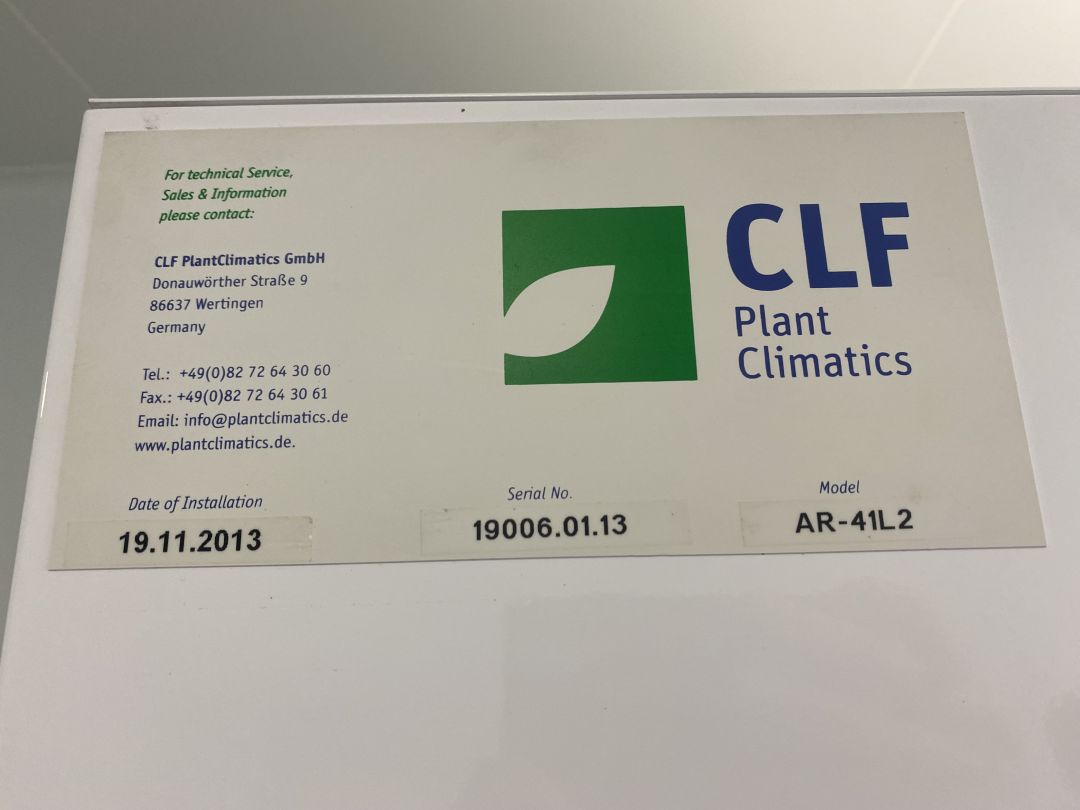 For technical Service,
Sales & Information
please contact:
CLF PlantClimatics GmbH
Donauwörther Straße 9
86637 Wertingen
Germany
Tel.: +49(0)82 72 64 30 60
Fax.: +49(0)82 72 64 30 61
Email: info@plantclimatics.de
www.plantclimatics.de.
CLF
Plant
Climatics
Date of Installation
19.11.2013
Serial No.
19006.01.13
Model
AR-41L2